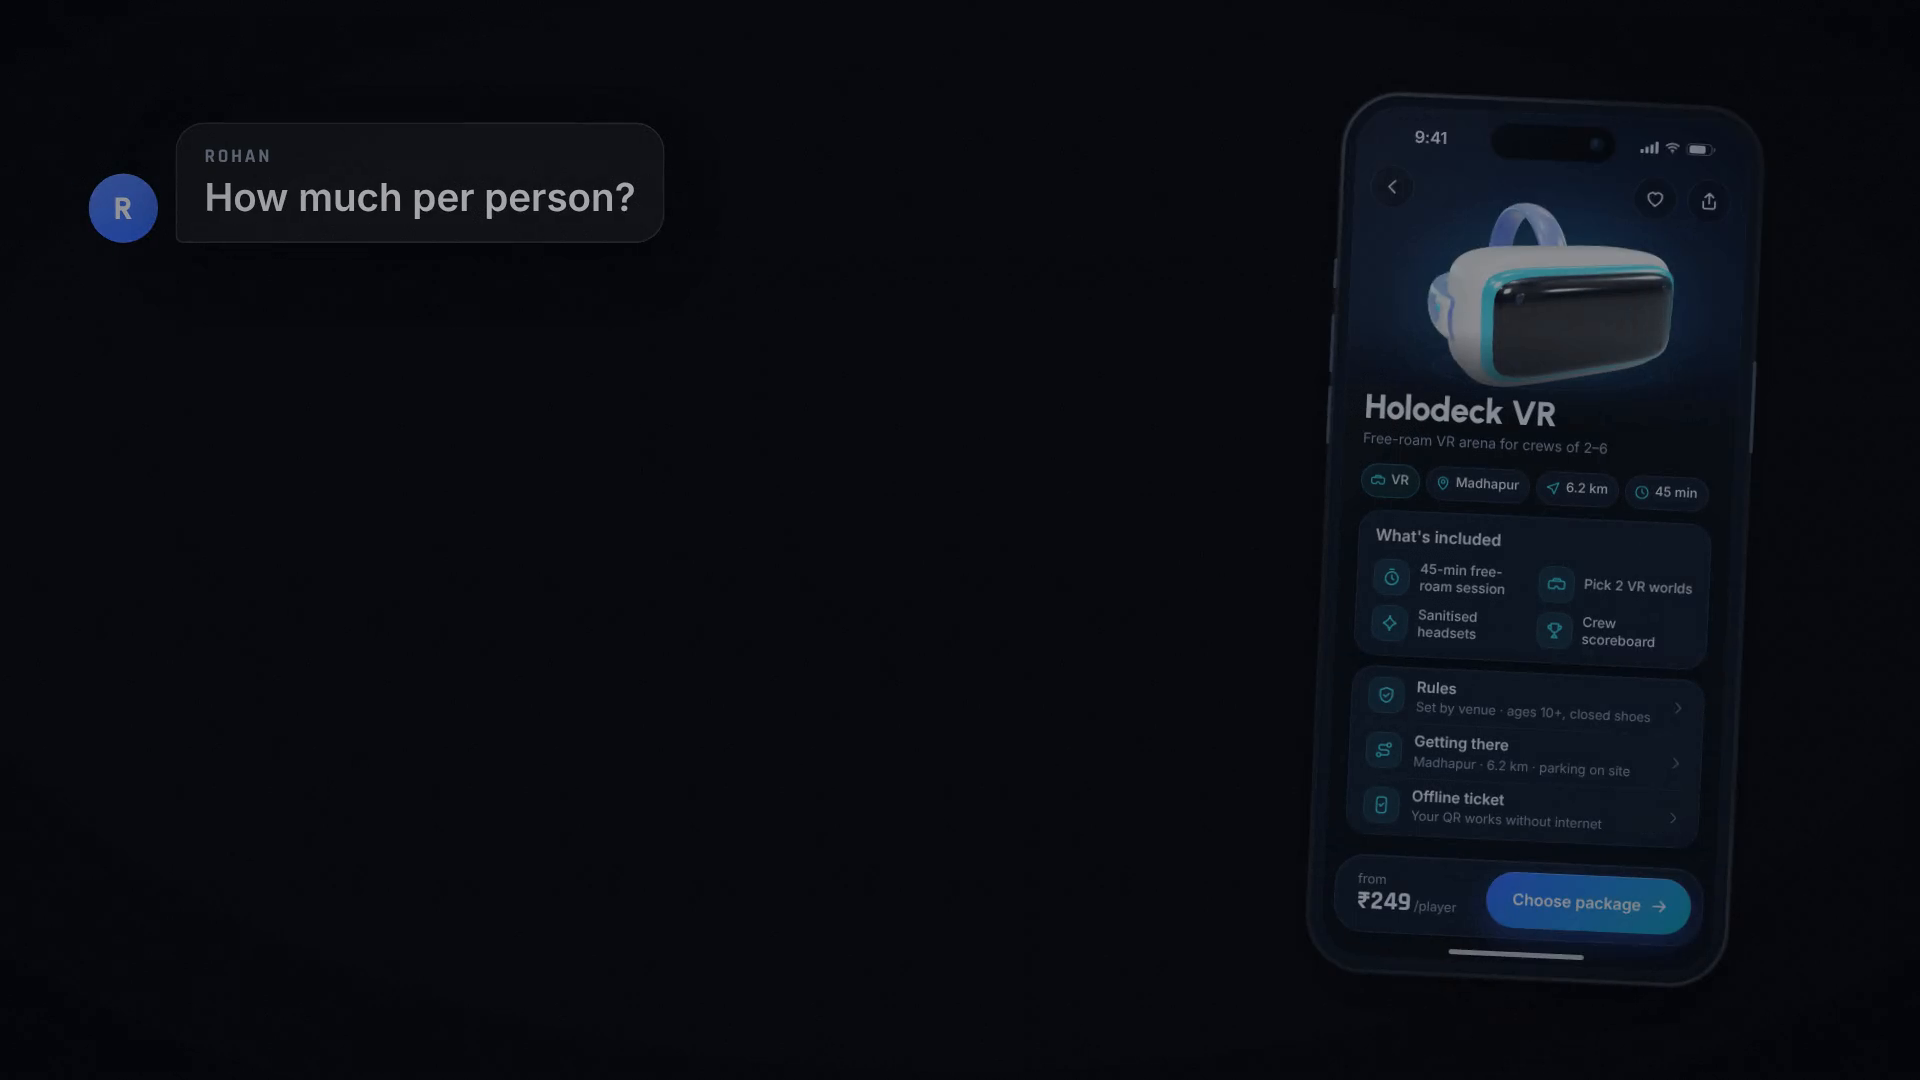 ROHAN
R
How much per person?
9:41
Holodeck VR
Free-roam VR arena for crews of 2–6
VR
Madhapur
6.2 km
45 min
What's included
45-min free-
roam session
Pick 2 VR worlds
Sanitised
headsets
Crew
scoreboard
Rules
Set by venue · ages 10+, closed shoes
Getting there
Madhapur · 6.2 km · parking on site
Offline ticket
Your QR works without internet
from
₹249 /player
Choose package →